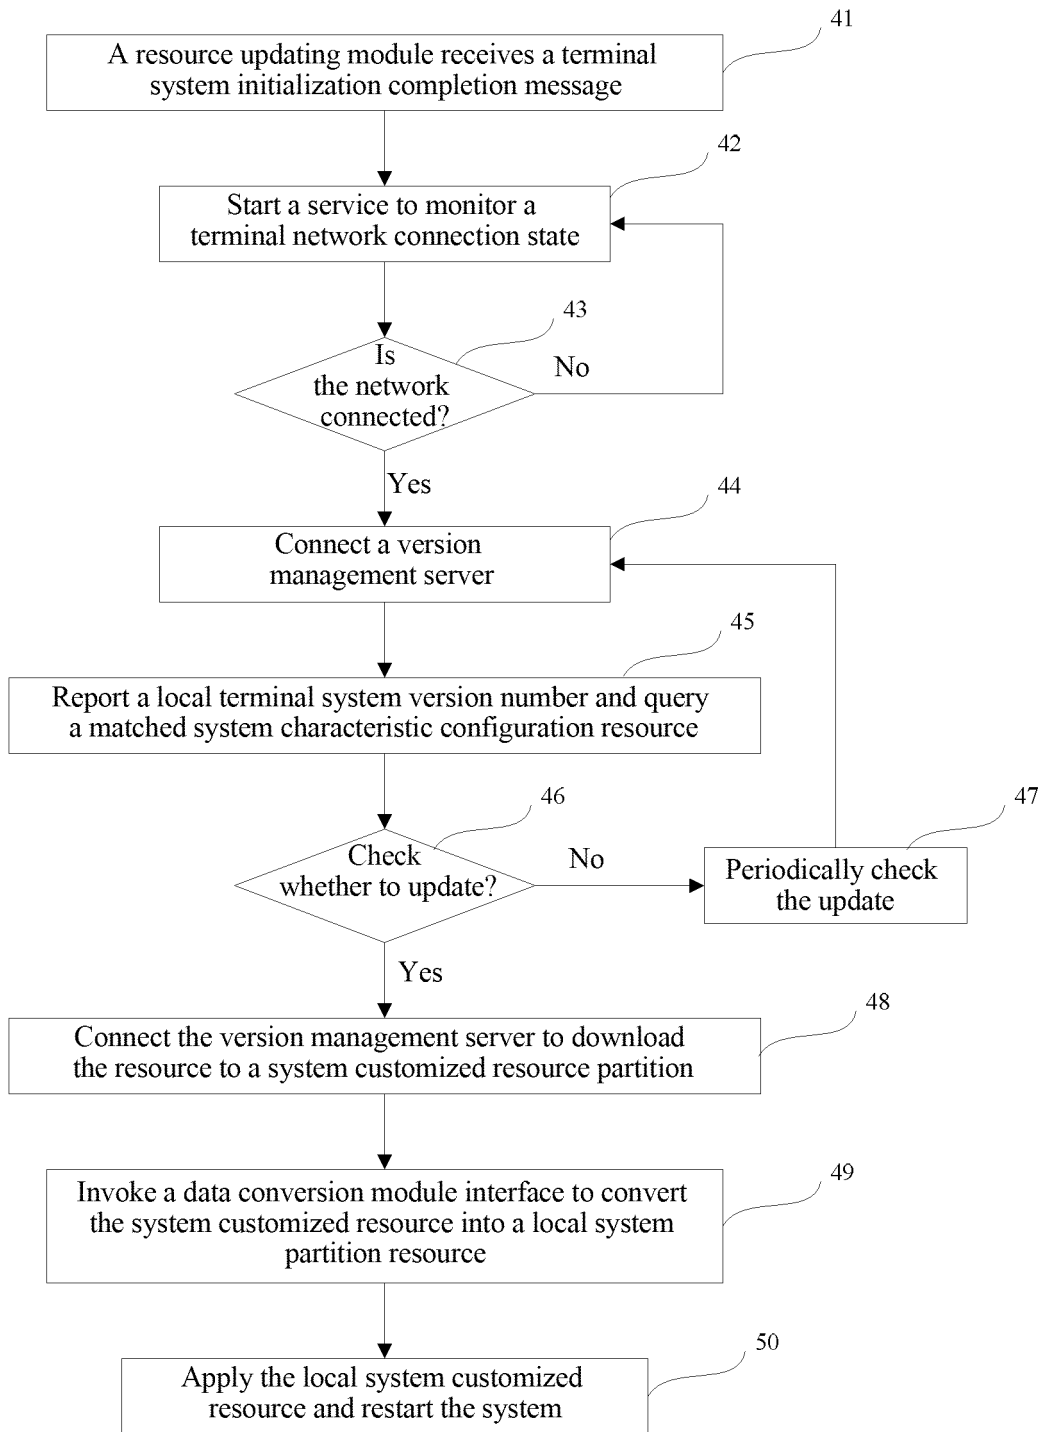 41
A resource updating module receives a terminal
system initialization completion message
42
Start a service to monitor a
terminal network connection state
43
Is
the network
connected?
No
Yes
44
Connect a version
management server
45
Report a local terminal system version number and query
a matched system characteristic configuration resource
46
47
Check
whether to update?
No
Periodically check
the update
Yes
48
Connect the version management server to download
the resource to a system customized resource partition
49
Invoke a data conversion module interface to convert
the system customized resource into a local system
partition resource
50
Apply the local system customized
resource and restart the system